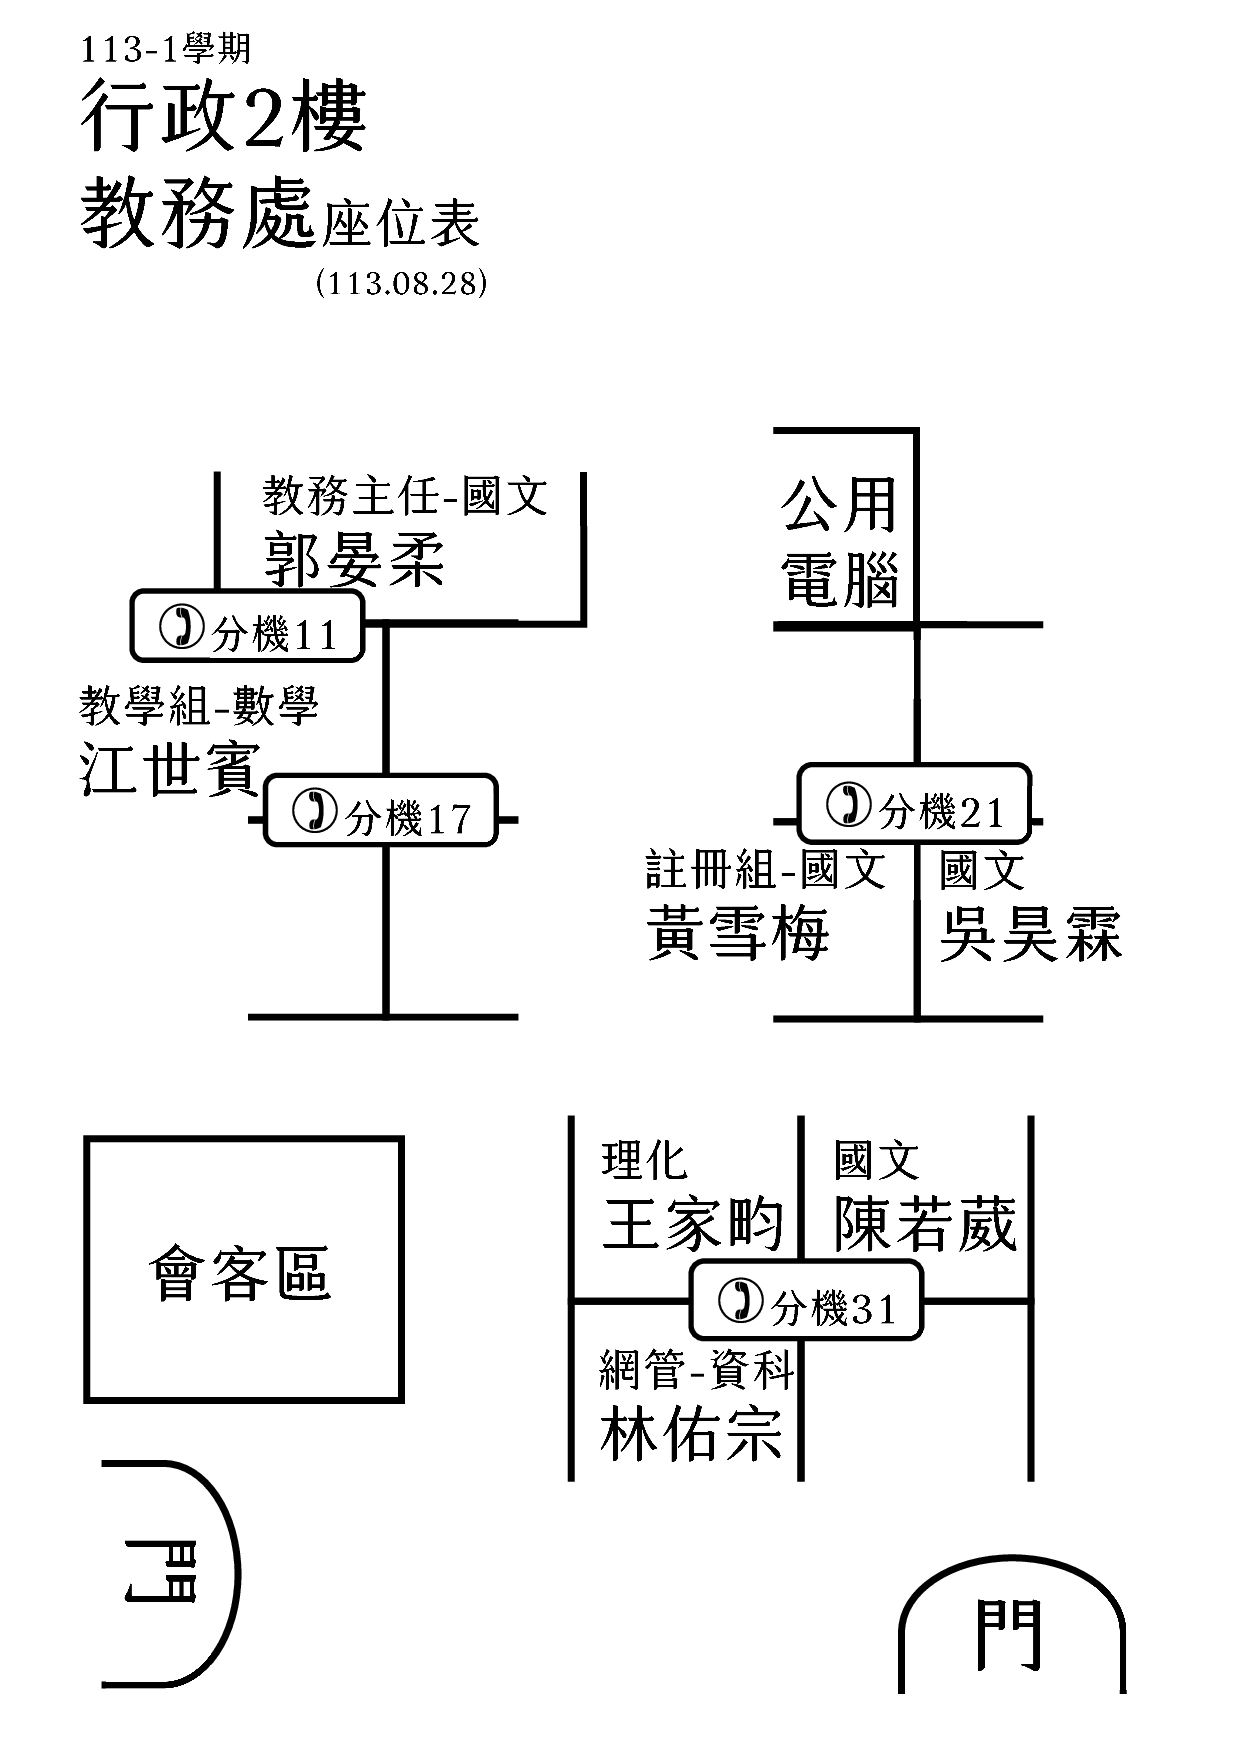 113-1學期
行政2樓
教務處座位表
(113.08.28)
教務主任-國文
郭晏柔
分機11
公用
電腦
教學組-數學
江世賓
分機17
分機21
註冊組-國文
黃雪梅
國文
吳昊霖
理化
王家畇
國文
陳若葳
分機31
網管-資科
林佑宗
會客區
門
門